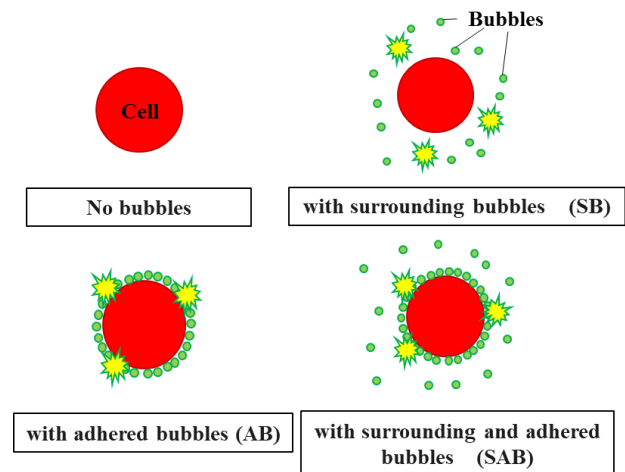 Bubbles
Cell
No bubbles
with surrounding bubbles (SB)
with adhered bubbles (AB)
with surrounding and adhered
bubbles (SAB)